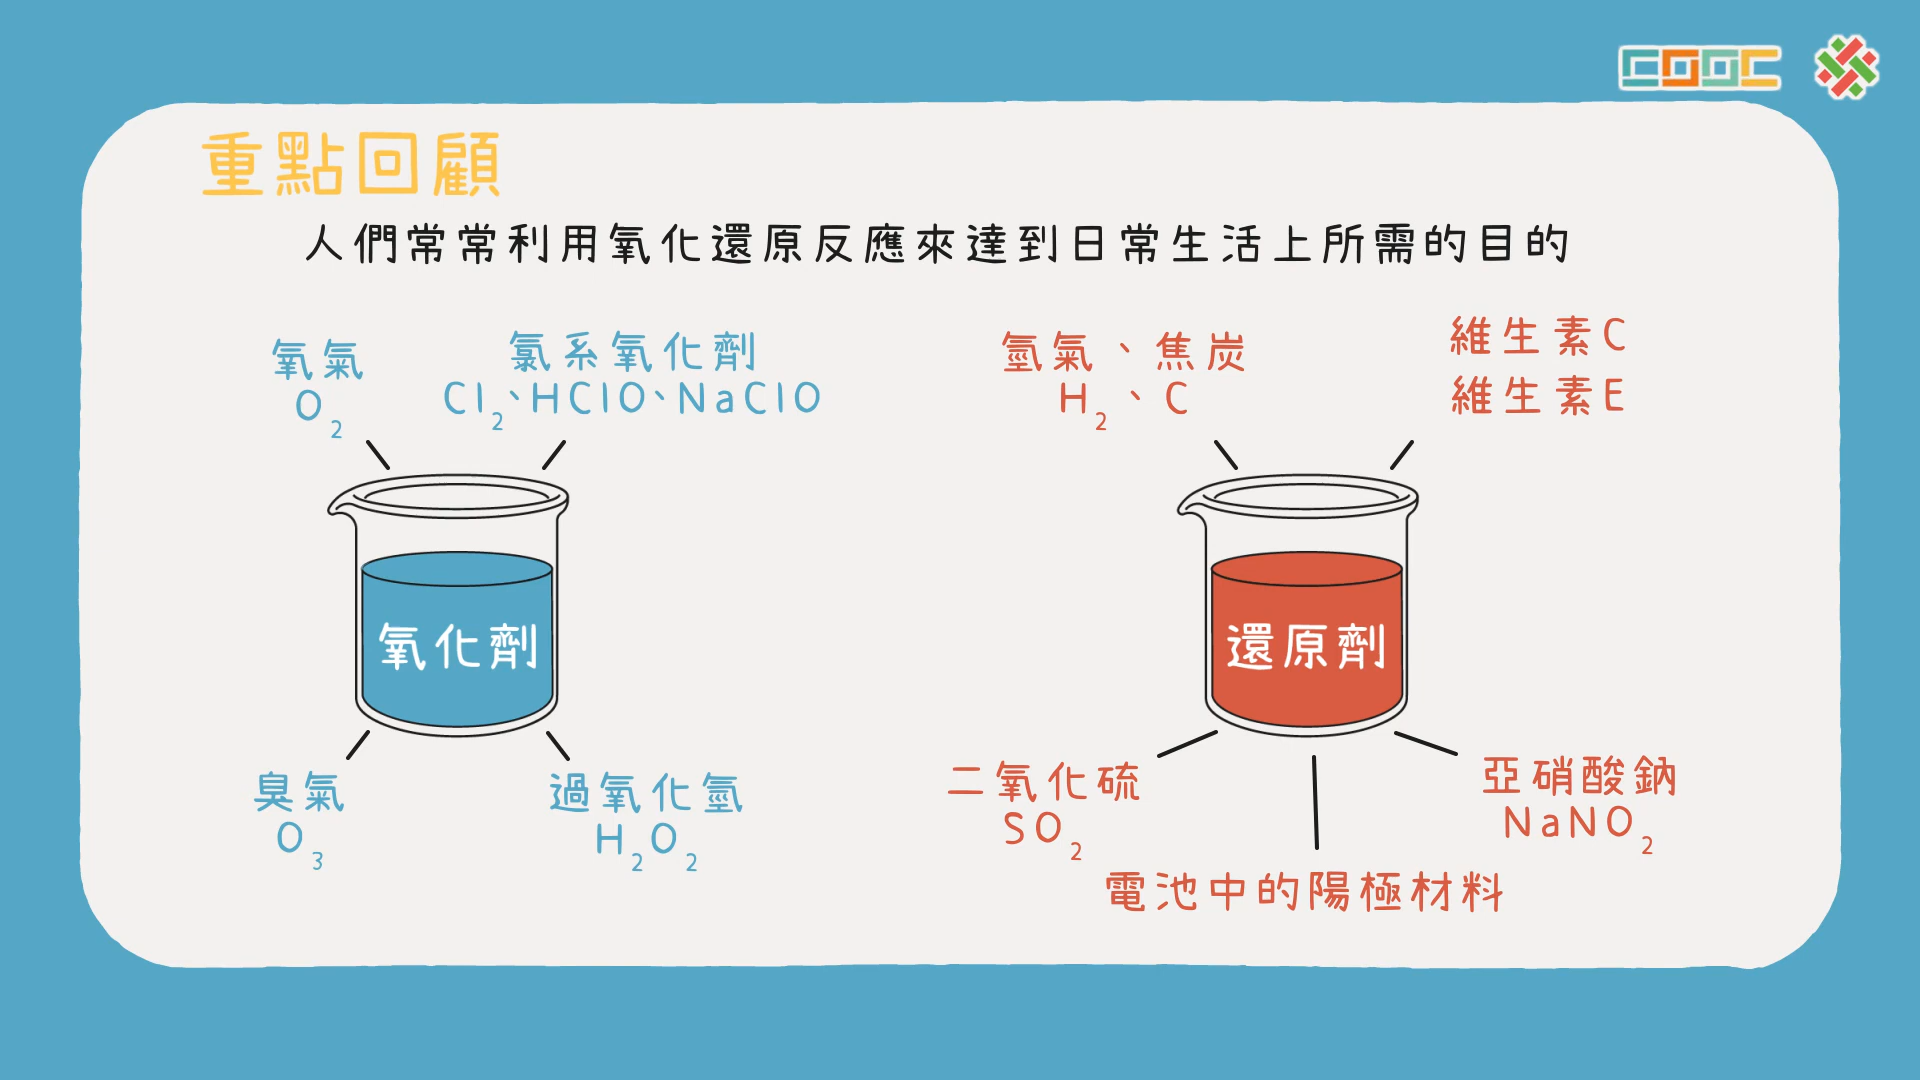 COOC
重點回顧
人們常常利用氧化還原反應來達到日常生活上所需的目的
氧氣
O₂
氯系氧化劑
Cl₂、HClO、NaClO
氧化劑
臭氣
O₃
過氧化氫
H₂O₂
氫氣、焦炭
H₂、C
維生素C
維生素E
還原劑
二氧化硫
SO₂
電池中的陽極材料
亞硝酸鈉
NaNO₂